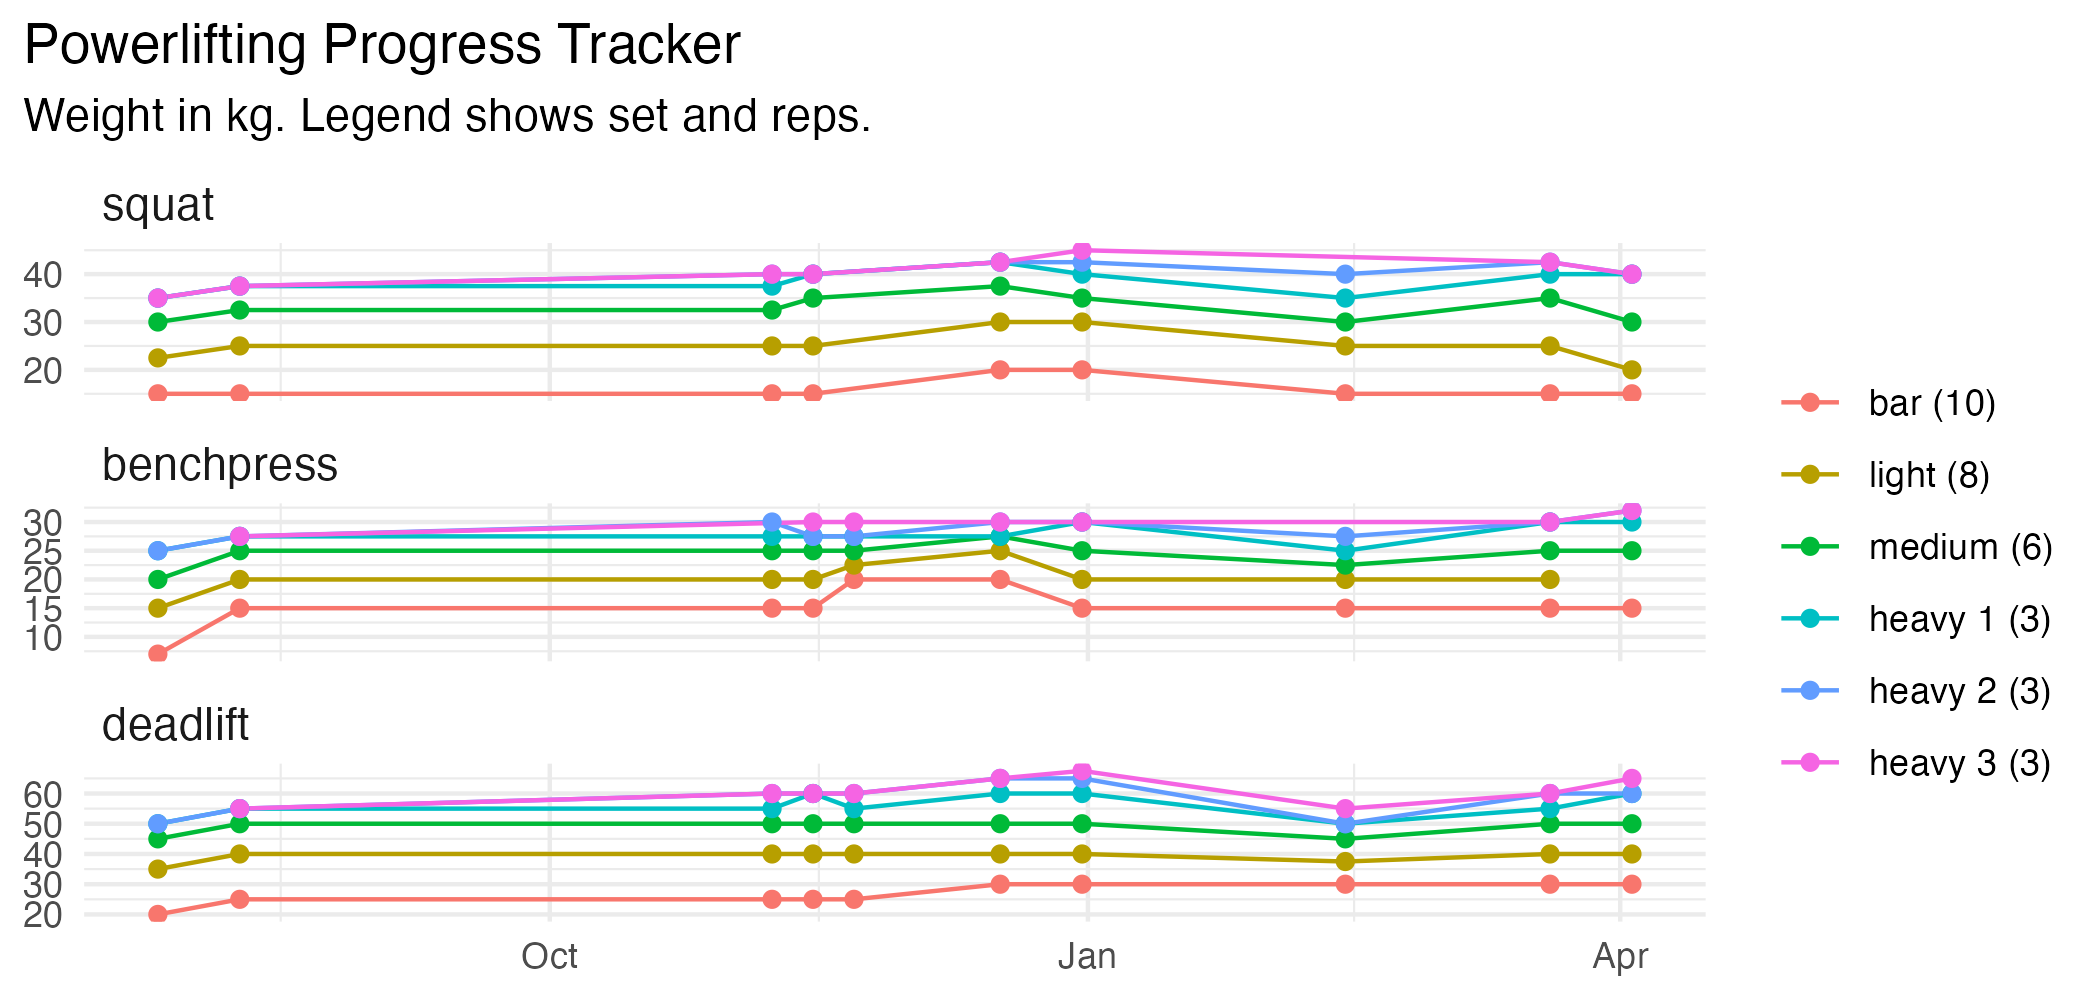 Powerlifting Progress Tracker
Weight in kg. Legend shows set and reps.
squat
40
30
20
benchpress
30
25
20
15
10
deadlift
60
50
40
30
20
Oct Jan Apr
bar (10)
light (8)
medium (6)
heavy 1 (3)
heavy 2 (3)
heavy 3 (3)